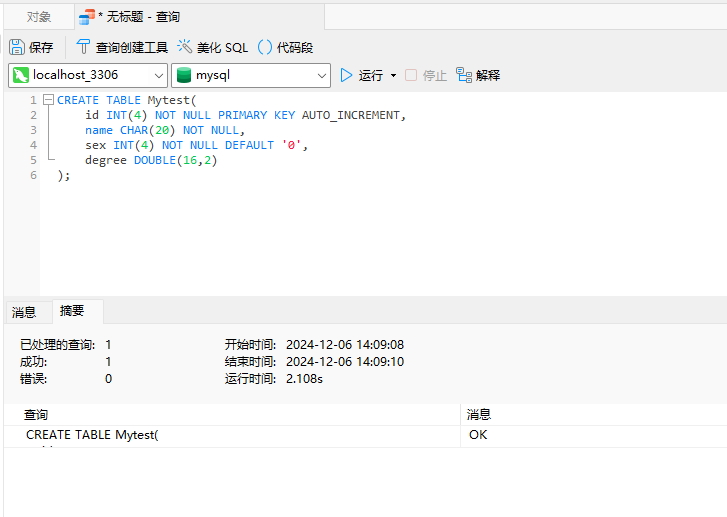 对象 * 无标题 - 查询
保存 查询创建工具 美化 SQL 代码段
localhost_3306 mysql 运行 停止 解释
1 CREATE TABLE Mytest(
2 id INT(4) NOT NULL PRIMARY KEY AUTO_INCREMENT,
3 name CHAR(20) NOT NULL,
4 sex INT(4) NOT NULL DEFAULT '0',
5 degree DOUBLE(16,2)
6 );
消息 摘要
已处理的查询: 1 开始时间: 2024-12-06 14:09:08
成功: 1 结束时间: 2024-12-06 14:09:10
错误: 0 运行时间: 2.108s
查询 消息
CREATE TABLE Mytest( OK